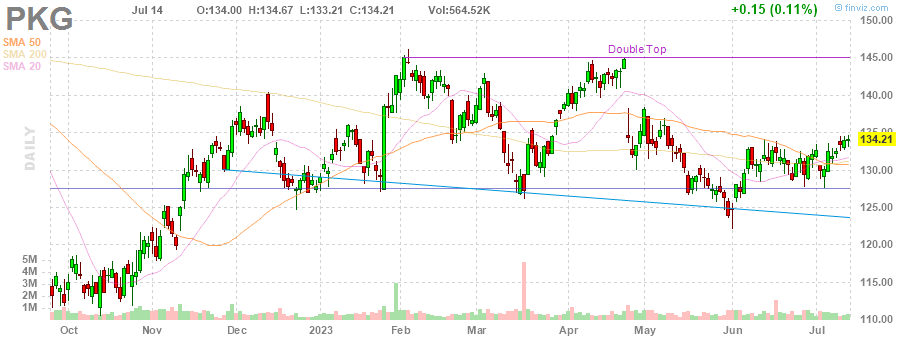 PKG
Jul 14 O:134.00 H:134.67 L:133.21 C:134.21 Vol:564.52K +0.15 (0.11%)
© finviz.com
SMA 50
SMA 200
SMA 20
Double Top
DAILY
150.00
145.00
140.00
135.00
134.21
130.00
125.00
120.00
115.00
110.00
5M
4M
3M
2M
1M
Oct Nov Dec 2023 Feb Mar Apr May Jun Jul